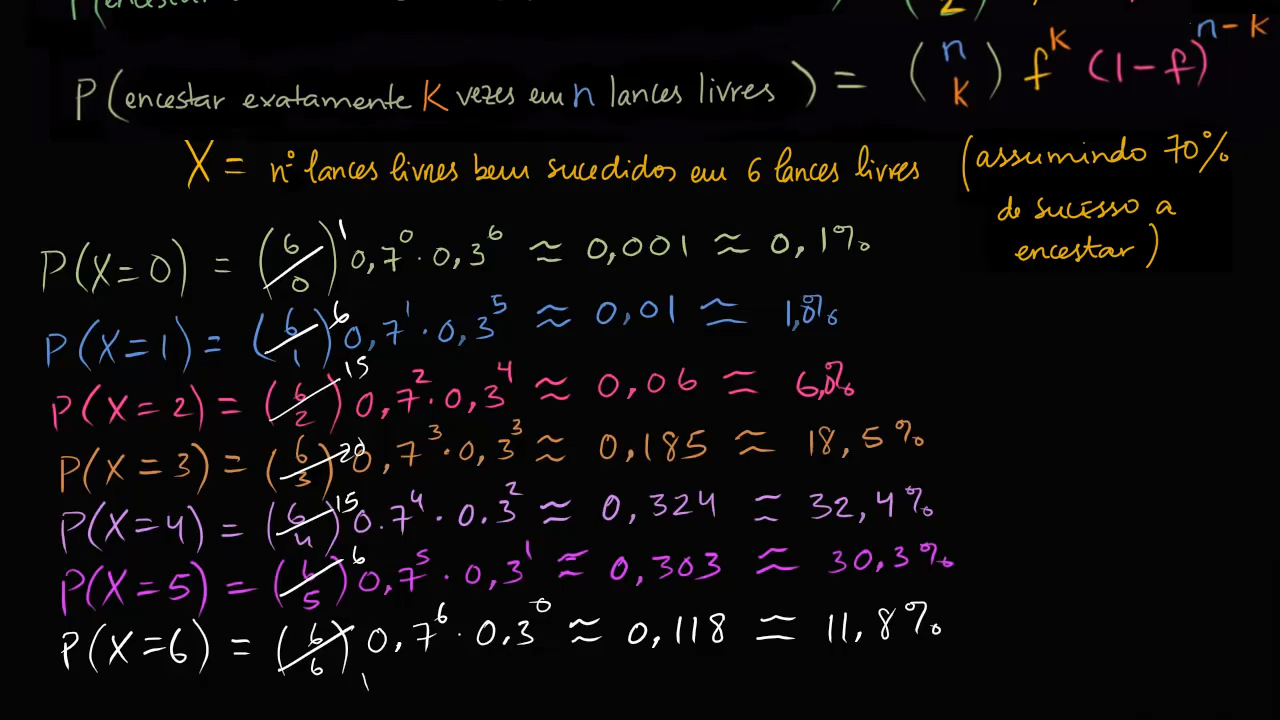 P(encestar
2
P(encestar exatamente K vezes em n lances livres) = (n k) f^k (1-f)^n-k
X = nº lances livres bem sucedidos em 6 lances livres (assumindo 70% de sucesso a encestar)
P(X=0) = (6 0) 1 0,7^0 · 0,3^6 ≈ 0,001 ≈ 0,1%
P(X=1) = (6 1) 6 0,7^1 · 0,3^5 ≈ 0,01 ≈ 1,0%
P(X=2) = (6 2) 15 0,7^2 · 0,3^4 ≈ 0,06 ≈ 6,0%
P(X=3) = (6 3) 20 0,7^3 · 0,3^3 ≈ 0,185 ≈ 18,5%
P(X=4) = (6 4) 15 0.7^4 · 0.3^2 ≈ 0,324 ≈ 32,4%
P(X=5) = (6 5) 6 0,7^5 · 0,3^1 ≈ 0,303 ≈ 30,3%
P(X=6) = (6 6) 1 0,7^6 · 0,3^0 ≈ 0,118 ≈ 11,8%